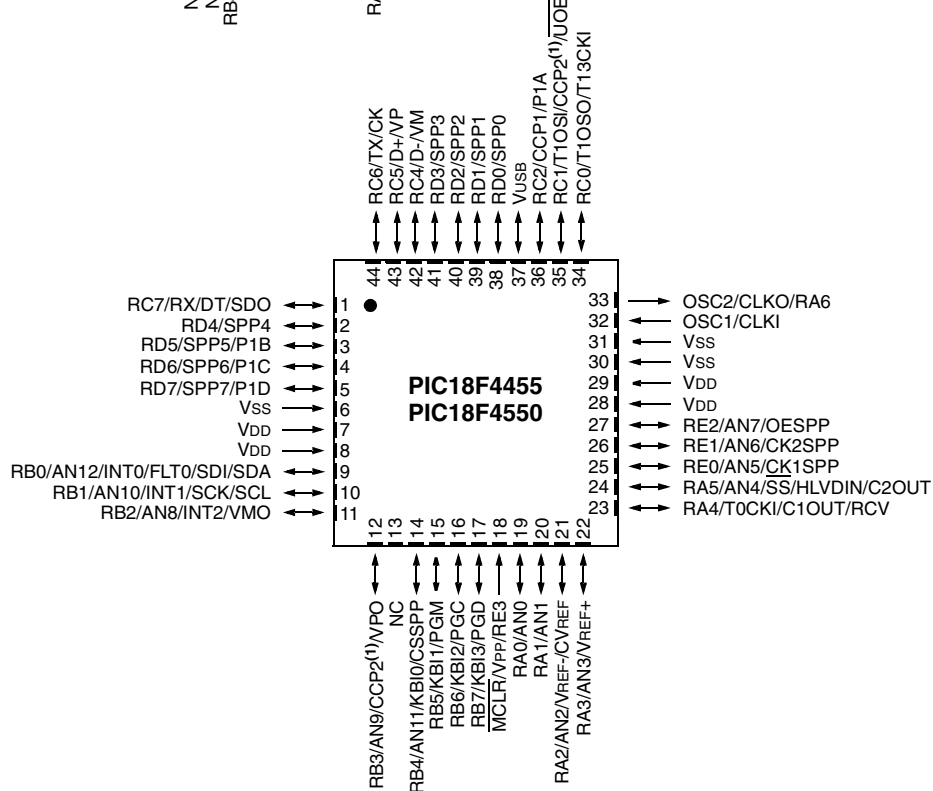 RB
RA
RC6/TX/CK
RC5/D+/VP
RC4/D-/VM
RD3/SPP3
RD2/SPP2
RD1/SPP1
RD0/SPP0
VUSB
RC2/CCP1/P1A
RC1/T1OSI/CCP2(1)/UOE
RC0/T1OSO/T13CKI
44
43
42
41
40
39
38
37
36
35
34
RC7/RX/DT/SDO 1
RD4/SPP4 2
RD5/SPP5/P1B 3
RD6/SPP6/P1C 4
RD7/SPP7/P1D 5
VSS 6
VDD 7
VDD 8
RB0/AN12/INT0/FLT0/SDI/SDA 9
RB1/AN10/INT1/SCK/SCL 10
RB2/AN8/INT2/VMO 11
PIC18F4455
PIC18F4550
33 OSC2/CLKO/RA6
32 OSC1/CLKI
31 VSS
30 VSS
29 VDD
28 VDD
27 RE2/AN7/OESPP
26 RE1/AN6/CK2SPP
25 RE0/AN5/CK1SPP
24 RA5/AN4/SS/HLVDIN/C2OUT
23 RA4/T0CKI/C1OUT/RCV
12
13
14
15
16
17
18
19
20
21
22
RB3/AN9/CCP2(1)/VPO
NC
RB4/AN11/KBI0/CSSPP
RB5/KBI1/PGM
RB6/KBI2/PGC
RB7/KBI3/PGD
MCLR/VPP/RE3
RA0/AN0
RA1/AN1
RA2/AN2/VREF-/CVREF
RA3/AN3/VREF+